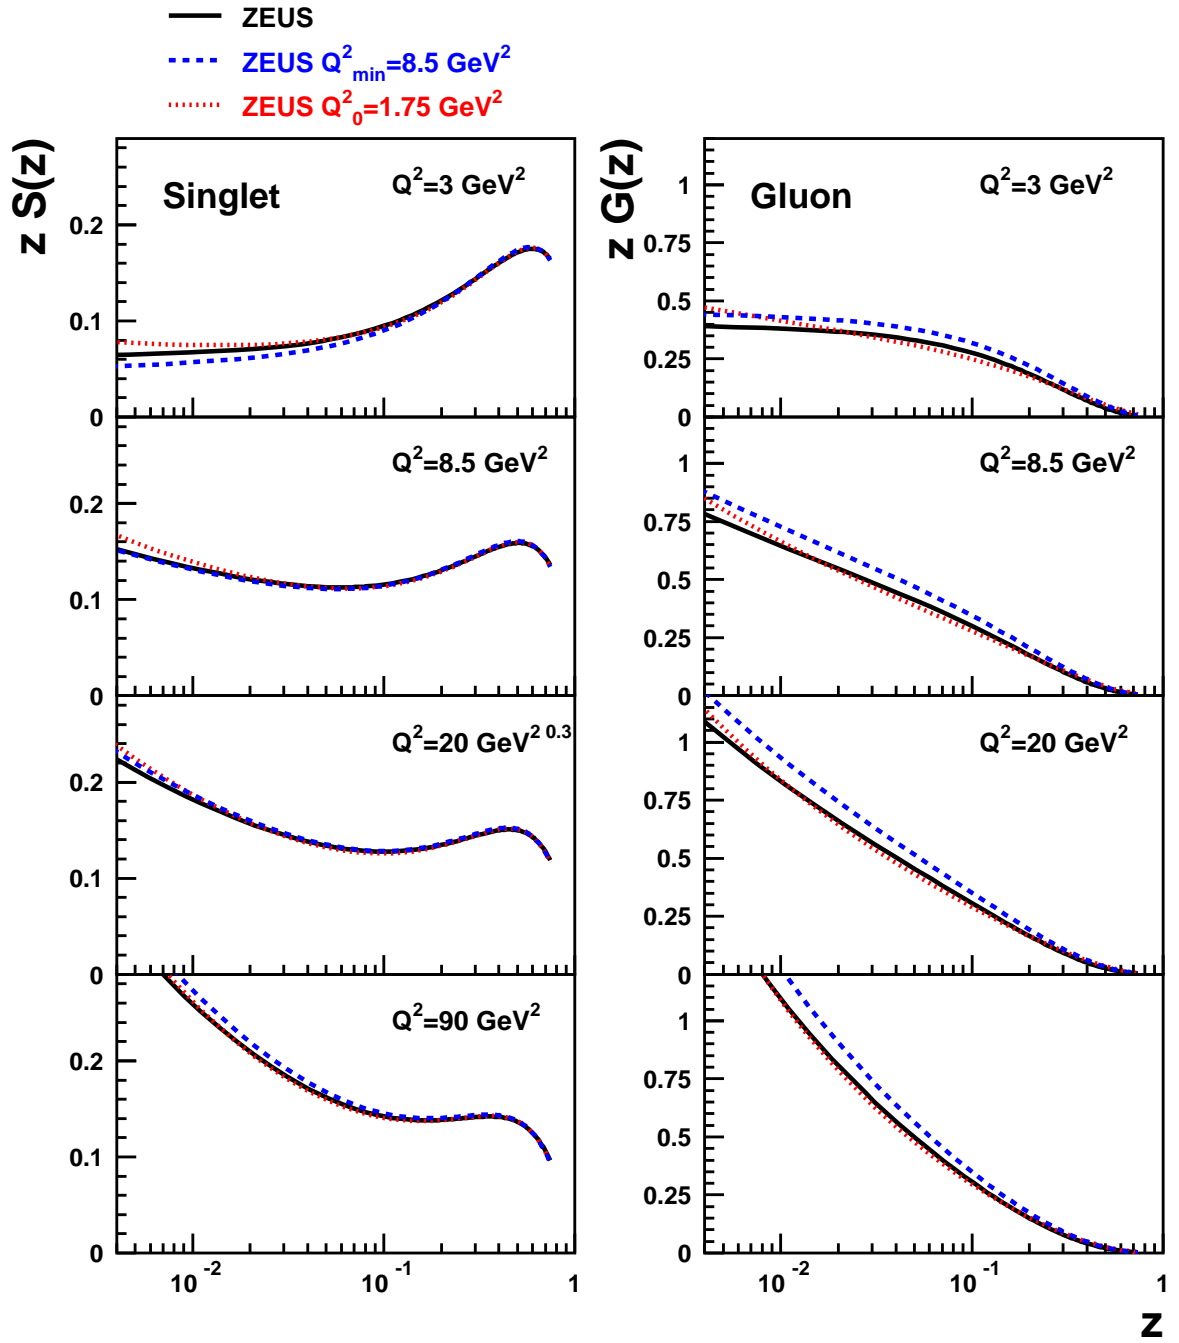 ZEUS
ZEUS Q²min=8.5 GeV²
ZEUS Q²₀=1.75 GeV²
z S(z)
z G(z)
Singlet
Q²=3 GeV²
Gluon
Q²=3 GeV²
0.2
0.1
0
1
0.75
0.5
0.25
0
Q²=8.5 GeV²
Q²=8.5 GeV²
0.2
0.1
0
1
0.75
0.5
0.25
0
Q²=20 GeV² 0.3
Q²=20 GeV²
0.2
0.1
0
1
0.75
0.5
0.25
0
Q²=90 GeV²
0.2
0.1
0
1
0.75
0.5
0.25
0
10⁻² 10⁻¹ 1
10⁻² 10⁻¹ 1
z